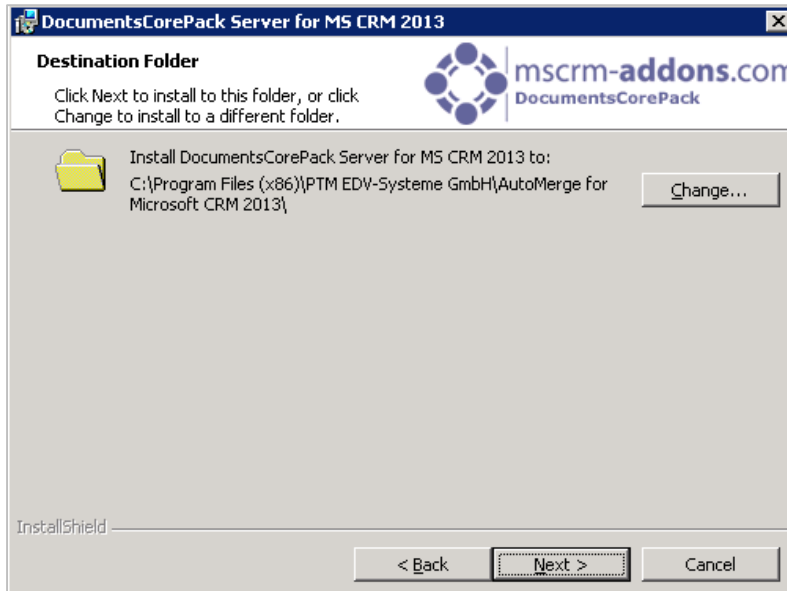 DocumentsCorePack Server for MS CRM 2013
Destination Folder
Click Next to install to this folder, or click
Change to install to a different folder.
mscrm-addons.com
DocumentsCorePack
Install DocumentsCorePack Server for MS CRM 2013 to:
C:\Program Files (x86)\PTM EDV-Systeme GmbH\AutoMerge for
Microsoft CRM 2013\
Change...
InstallShield
< Back
Next >
Cancel